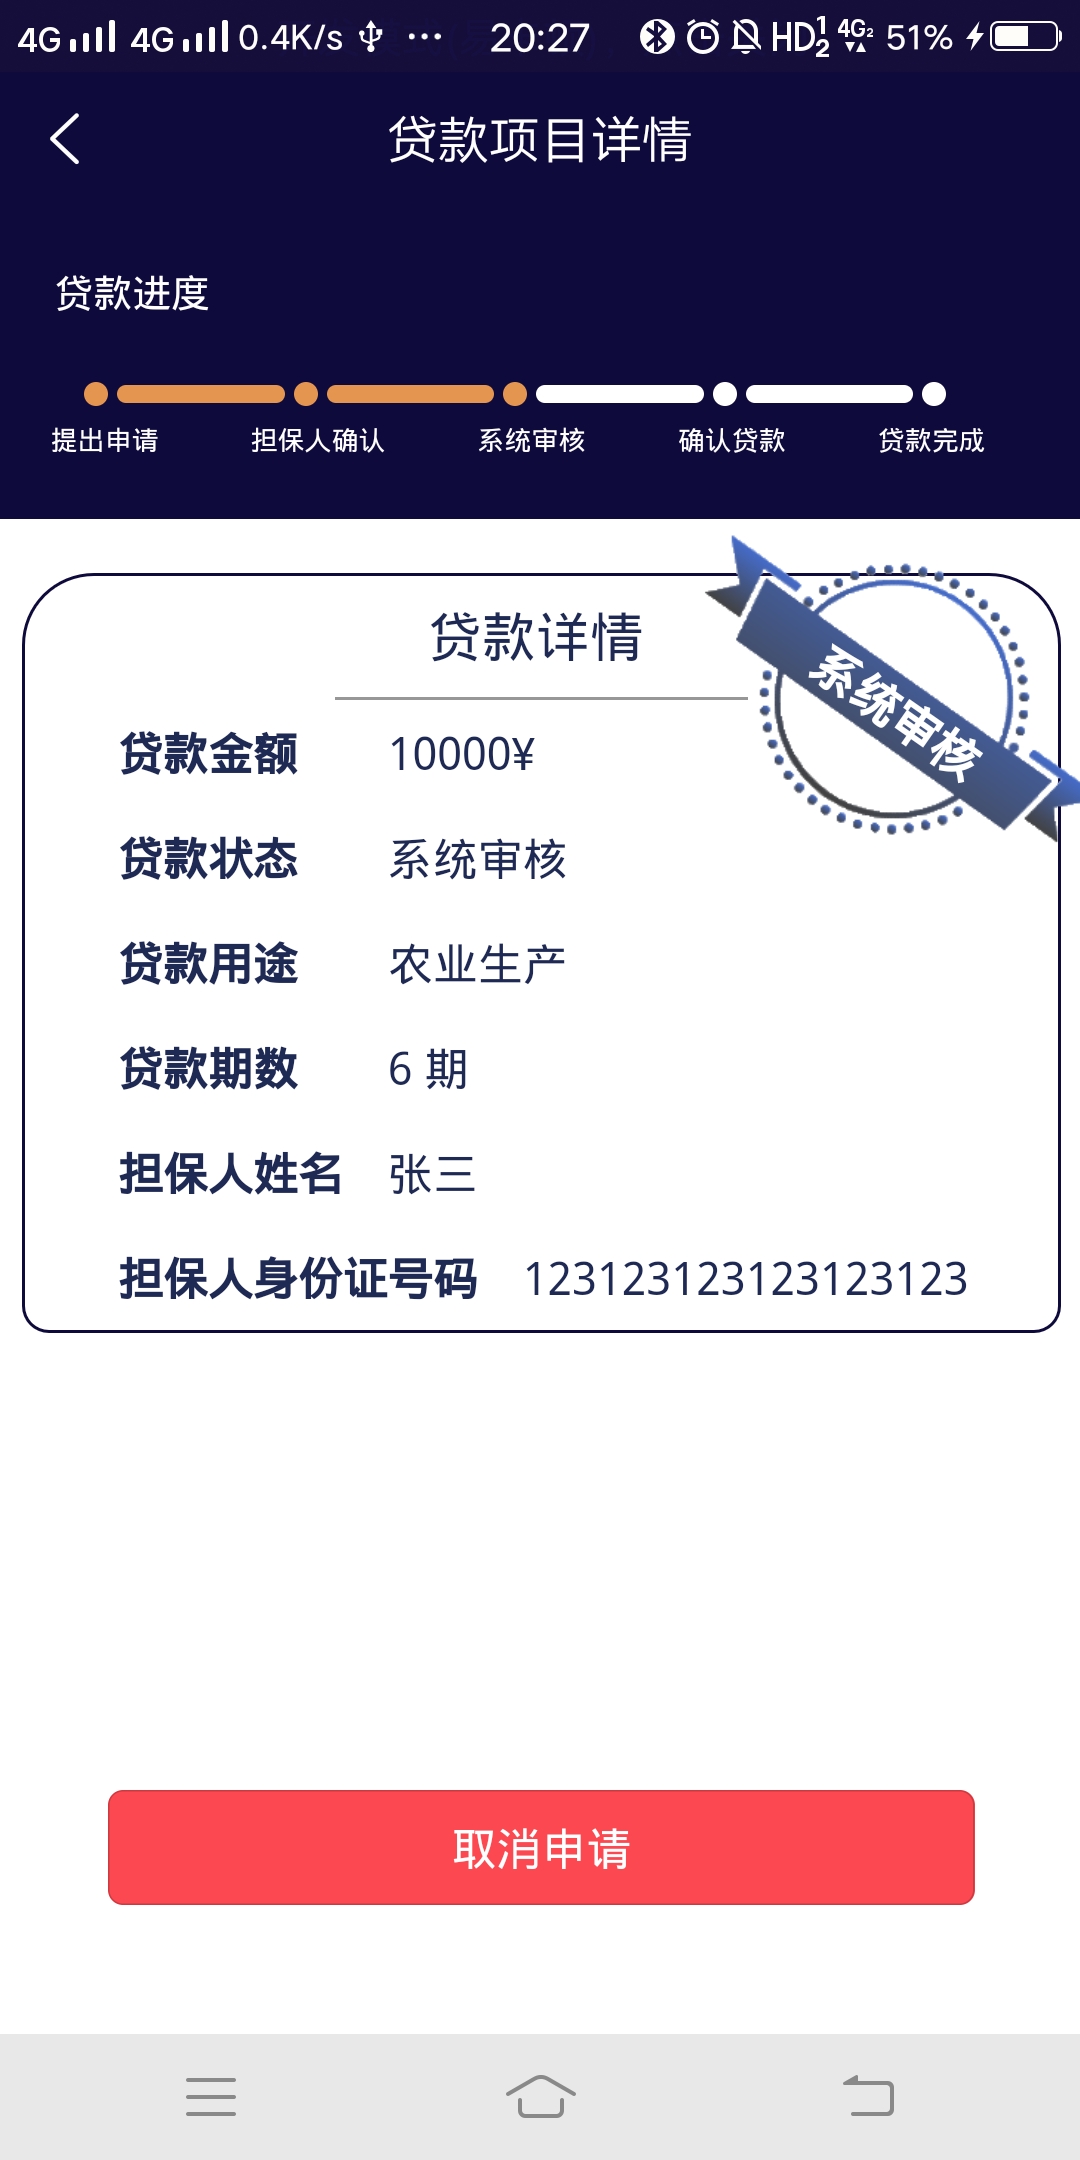 4G 4G 0.4K/s ... 20:27 HD 1 2 4G2 51%
贷款项目详情
贷款进度
提出申请 担保人确认 系统审核 确认贷款 贷款完成
贷款详情
系统审核
贷款金额 10000¥
贷款状态 系统审核
贷款用途 农业生产
贷款期数 6 期
担保人姓名 张三
担保人身份证号码 123123123123123123
取消申请